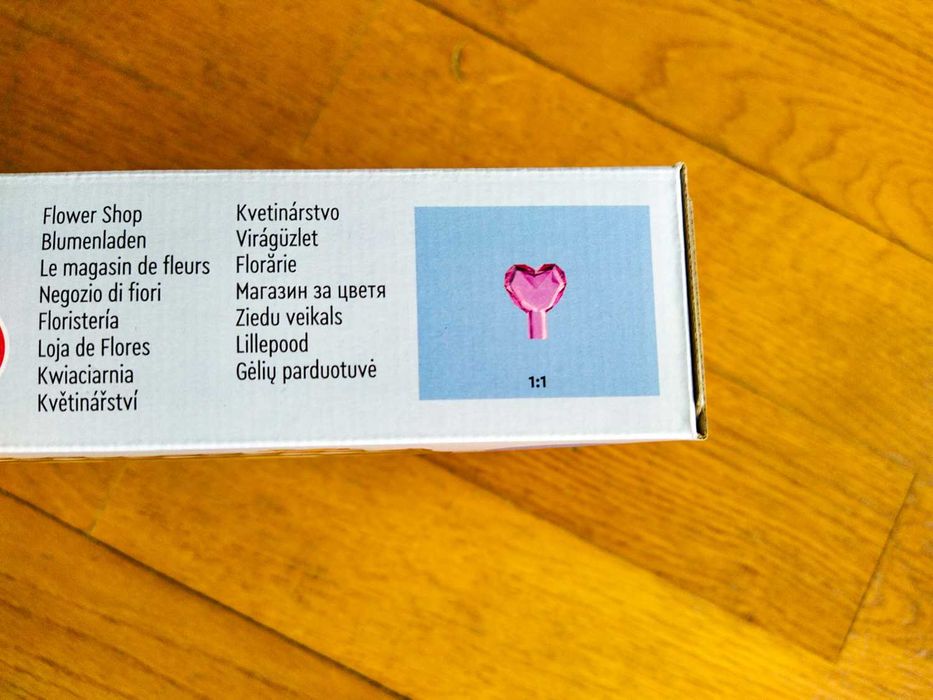 Flower Shop
Blumenladen
Le magasin de fleurs
Negozio di fiori
Floristería
Loja de Flores
Kwiaciarnia
Květinářství
Kvetinárstvo
Virágüzlet
Florărie
Магазин за цветя
Ziedu veikals
Lillepood
Gėlių parduotuvė
1:1